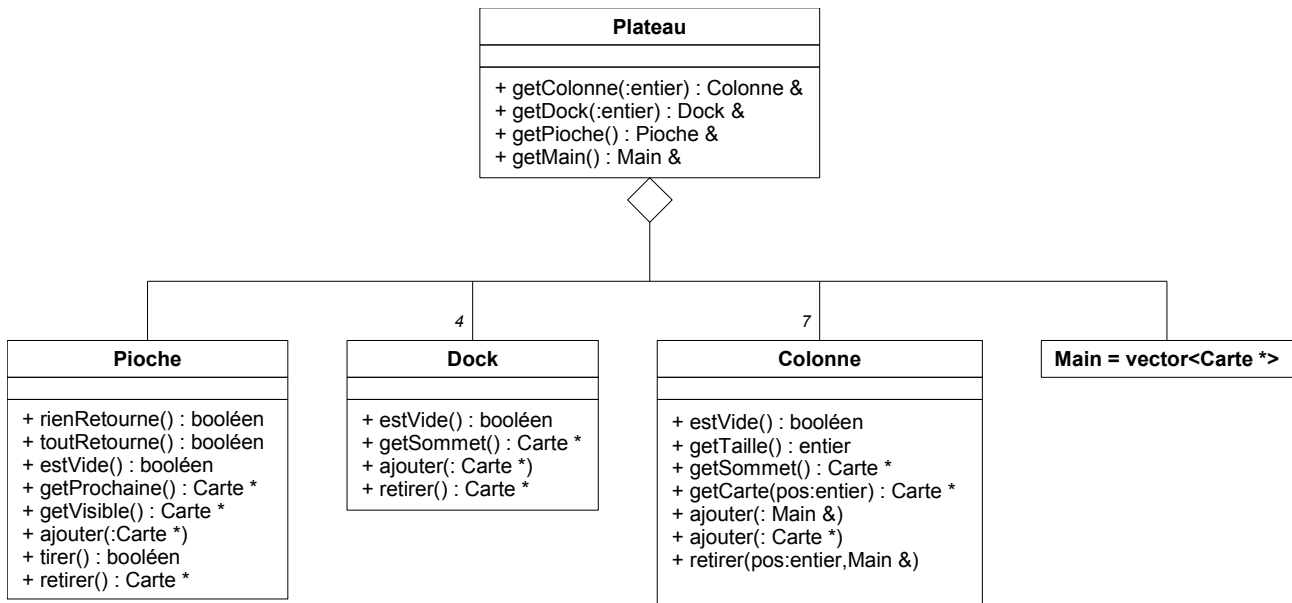 Plateau
+ getColonne(:entier) : Colonne &
+ getDock(:entier) : Dock &
+ getPioche() : Pioche &
+ getMain() : Main &
4
7
Pioche
+ rienRetourne() : booléen
+ toutRetourne() : booléen
+ estVide() : booléen
+ getProchaine() : Carte *
+ getVisible() : Carte *
+ ajouter(:Carte *)
+ tirer() : booléen
+ retirer() : Carte *
Dock
+ estVide() : booléen
+ getSommet() : Carte *
+ ajouter(: Carte *)
+ retirer() : Carte *
Colonne
+ estVide() : booléen
+ getTaille() : entier
+ getSommet() : Carte *
+ getCarte(pos:entier) : Carte *
+ ajouter(: Main &)
+ ajouter(: Carte *)
+ retirer(pos:entier,Main &)
Main = vector<Carte *>